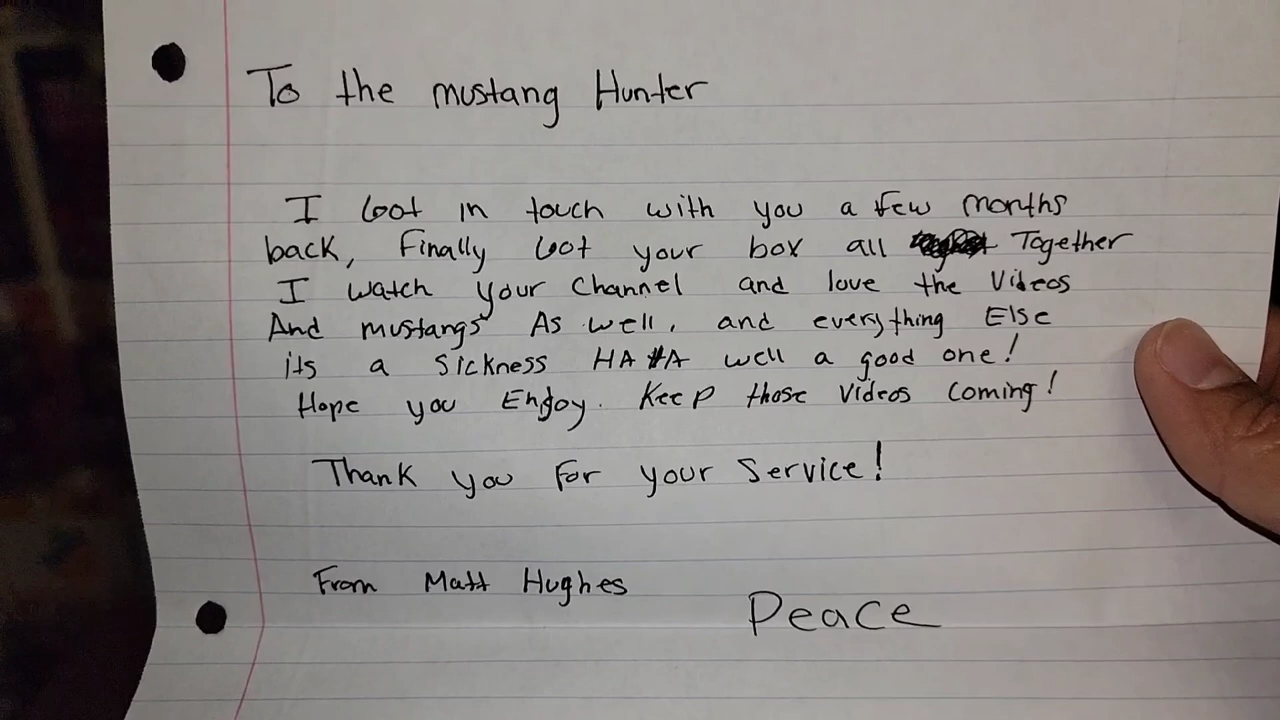 To the mustang Hunter
I Got in touch with you a few months
back, Finally Got your box all Together
I watch your Channel and love the Videos
And mustangs As well, and everything Else
its a Sickness HA HA well a good one!
Hope you Enjoy. Keep those Videos coming!
Thank you For your Service!
From Matt Hughes
Peace